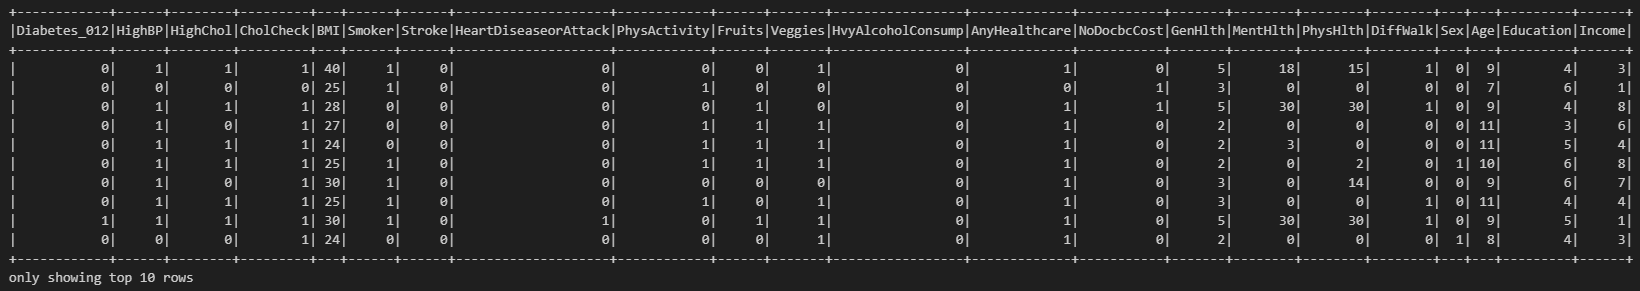 +------------+------+--------+---------+---+------+------+--------------------+------------+------+-------+-----------------+-------------+-----------+-------+--------+--------+--------+---+---+---------+------+
|Diabetes_012|HighBP|HighChol|CholCheck|BMI|Smoker|Stroke|HeartDiseaseorAttack|PhysActivity|Fruits|Veggies|HvyAlcoholConsump|AnyHealthcare|NoDocbcCost|GenHlth|MentHlth|PhysHlth|DiffWalk|Sex|Age|Education|Income|
+------------+------+--------+---------+---+------+------+--------------------+------------+------+-------+-----------------+-------------+-----------+-------+--------+--------+--------+---+---+---------+------+
|           0|     1|       1|        1| 40|     1|     0|                   0|           0|     0|      1|                0|            1|          0|      5|      18|      15|       1|  0|  9|        4|     3|
|           0|     0|       0|        0| 25|     1|     0|                   0|           1|     0|      0|                0|            0|          1|      3|       0|       0|       0|  0|  7|        6|     1|
|           0|     1|       1|        1| 28|     0|     0|                   0|           0|     1|      0|                0|            1|          1|      5|      30|      30|       1|  0|  9|        4|     8|
|           0|     1|       0|        1| 27|     0|     0|                   0|           1|     1|      1|                0|            1|          0|      2|       0|       0|       0|  0| 11|        3|     6|
|           0|     1|       1|        1| 24|     0|     0|                   0|           1|     1|      1|                0|            1|          0|      2|       3|       0|       0|  0| 11|        5|     4|
|           0|     1|       1|        1| 25|     1|     0|                   0|           1|     1|      1|                0|            1|          0|      2|       0|       2|       0|  1| 10|        6|     8|
|           0|     1|       0|        1| 30|     1|     0|                   0|           0|     0|      0|                0|            1|          0|      3|       0|      14|       0|  0|  9|        6|     7|
|           0|     1|       1|        1| 25|     1|     0|                   0|           1|     0|      1|                0|            1|          0|      3|       0|       0|       1|  0| 11|        4|     4|
|           1|     1|       1|        1| 30|     1|     0|                   1|           0|     1|      1|                0|            1|          0|      5|      30|      30|       1|  0|  9|        5|     1|
|           0|     0|       0|        1| 24|     0|     0|                   0|           0|     0|      1|                0|            1|          0|      2|       0|       0|       0|  1|  8|        4|     3|
+------------+------+--------+---------+---+------+------+--------------------+------------+------+-------+-----------------+-------------+-----------+-------+--------+--------+--------+---+---+---------+------+
only showing top 10 rows